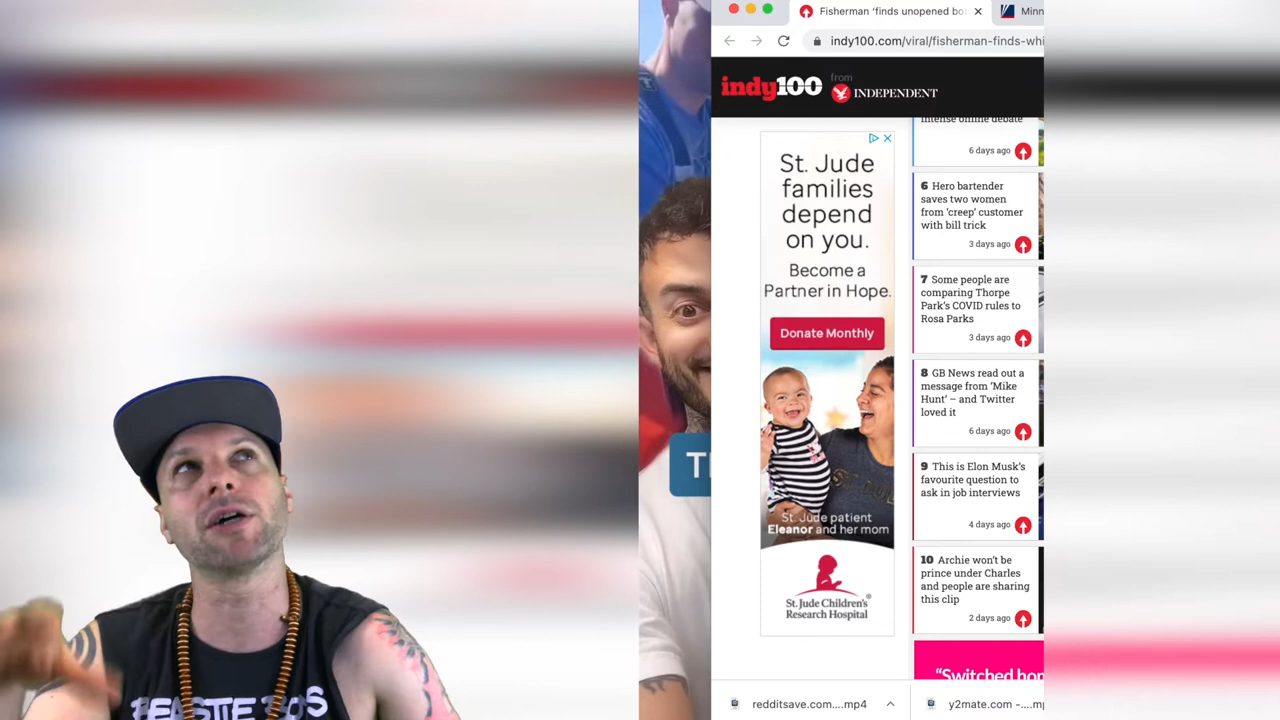 Fisherman 'finds unopened bo
Minn
indy100.com/viral/fisherman-finds-whi
indy100 from
INDEPENDENT
St. Jude
families
depend
on you.
Become a
Partner in Hope.
Donate Monthly
St. Jude patient
Eleanor and her mom
St. Jude Children's
Research Hospital
intense online debate
6 days ago
6 Hero bartender
saves two women
from 'creep' customer
with bill trick
3 days ago
7 Some people are
comparing Thorpe
Park's COVID rules to
Rosa Parks
3 days ago
8 GB News read out a
message from 'Mike
Hunt' – and Twitter
loved it
6 days ago
9 This is Elon Musk's
favourite question to
ask in job interviews
4 days ago
10 Archie won't be
prince under Charles
and people are sharing
this clip
2 days ago
"Switched hor
redditsave.com....mp4
y2mate.com -....mp
BEASTIE BOYS